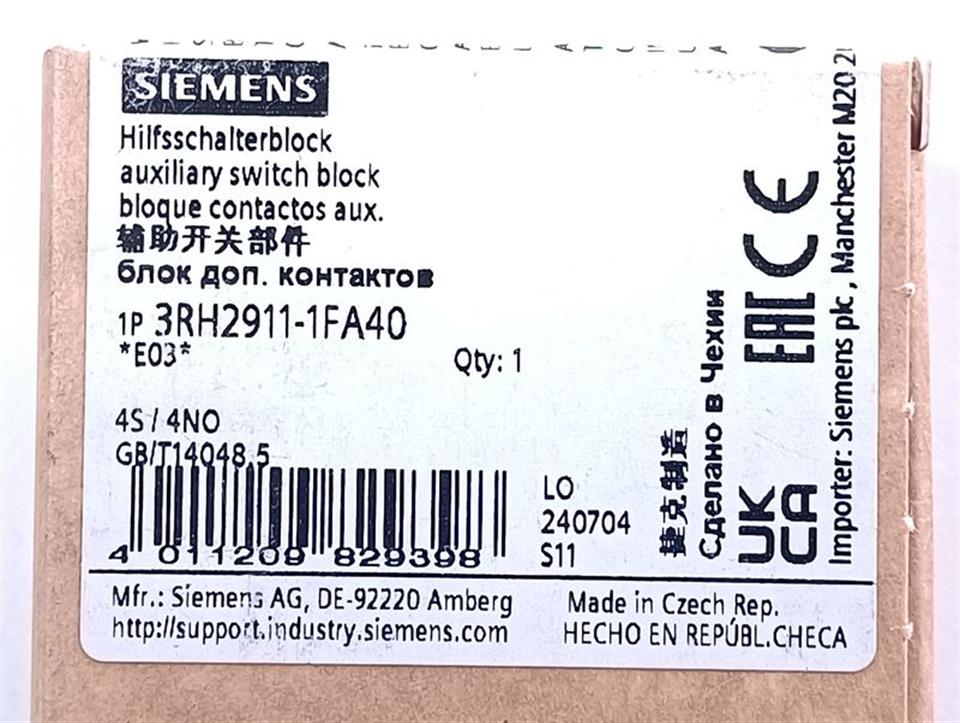 SIEMENS
Hilfsschalterblock
auxiliary switch block
bloque contactos aux.
辅助开关部件
блок доп. контактов
1P 3RH2911-1FA40
*E03*
Qty: 1
4S / 4NO
GB/T14048.5
4 011209 829398
LO
240704
S11
捷克制造
Сделано в Чехии
EAC
CE
UK
CA
Importer: Siemens plc , Manchester M20 2
Mfr.: Siemens AG, DE-92220 Amberg
http://support.industry.siemens.com
Made in Czech Rep.
HECHO EN REPÚBL.CHECA